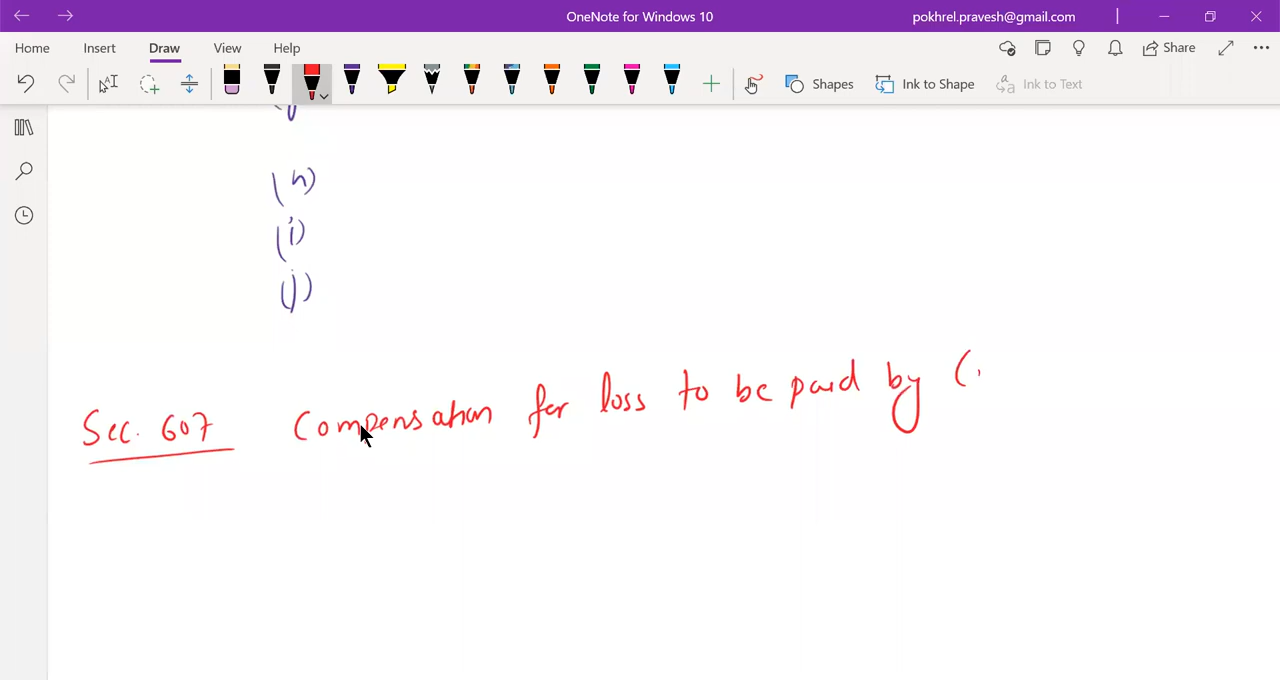 OneNote for Windows 10
pokhrel.pravesh@gmail.com
Home Insert Draw View Help
Share
Shapes
Ink to Shape
Ink to Text
(h)
(i)
(j)
Sec. 607 Compensation for loss to be paid by (